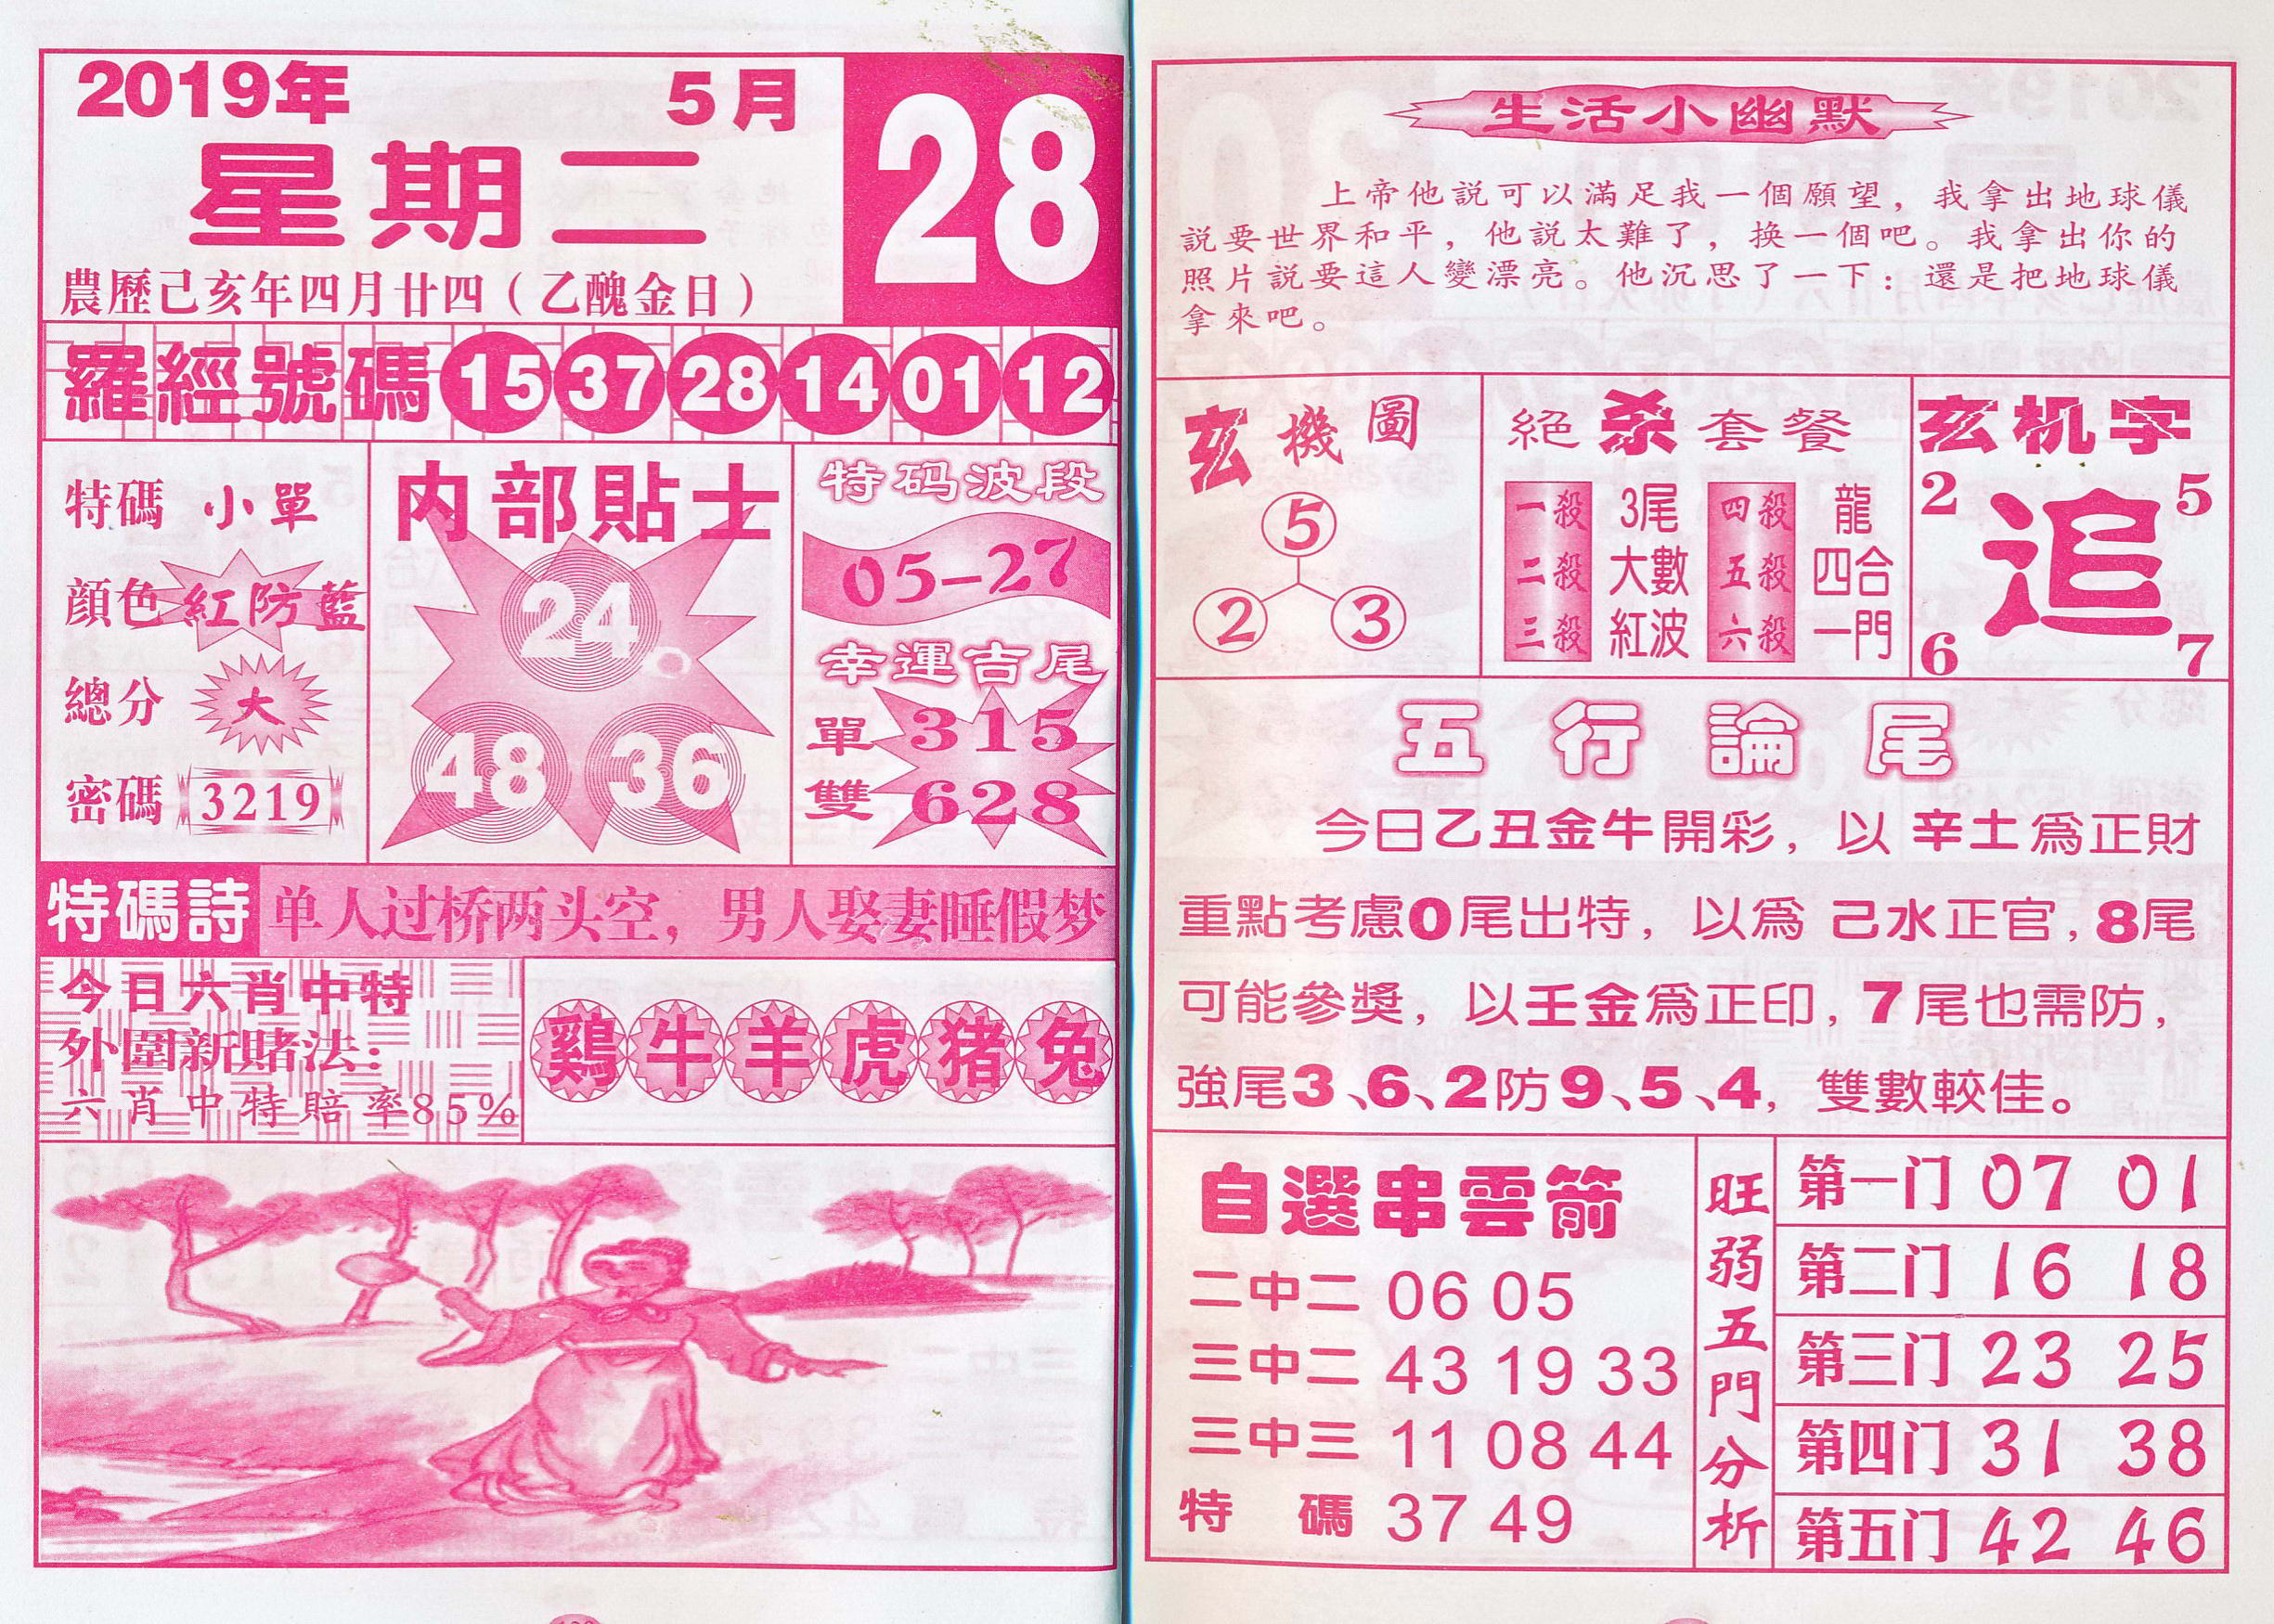 2019年 5月
28
星期二
農歷己亥年四月廿四（乙醜金日）
羅經號碼 15 37 28 14 01 12
特碼 小單
顔色 紅防藍
總分 大
密碼 3219
内部貼士
24
48 36
特码波段
05-27
幸運吉尾
單 315
雙 628
特碼詩 单人过桥两头空，男人娶妻睡假梦
今日六肖中特
外圍新賭法：
六肖中特賠率85%
鷄 牛 羊 虎 猪 兔
生活小幽默
上帝他説可以滿足我一個願望，我拿出地球儀
説要世界和平，他説太難了，换一個吧。我拿出你的
照片説要這人變漂亮。他沉思了一下：還是把地球儀
拿來吧。
玄機圖
5
2 3
絕杀套餐
一殺 3尾 四殺 龍
二殺 大數 五殺 四合
三殺 紅波 六殺 一門
玄机字
2 5
追
6 7
五行論尾
今日乙丑金牛開彩，以辛土爲正財
重點考慮0尾出特，以爲己水正官，8尾
可能參獎，以壬金爲正印，7尾也需防，
強尾3、6、2防9、5、4，雙數較佳。
自選串雲箭
二中二 06 05
三中二 43 19 33
三中三 11 08 44
特碼 37 49
旺弱五門分析
第一门 07 01
第二门 16 18
第三门 23 25
第四门 31 38
第五门 42 46